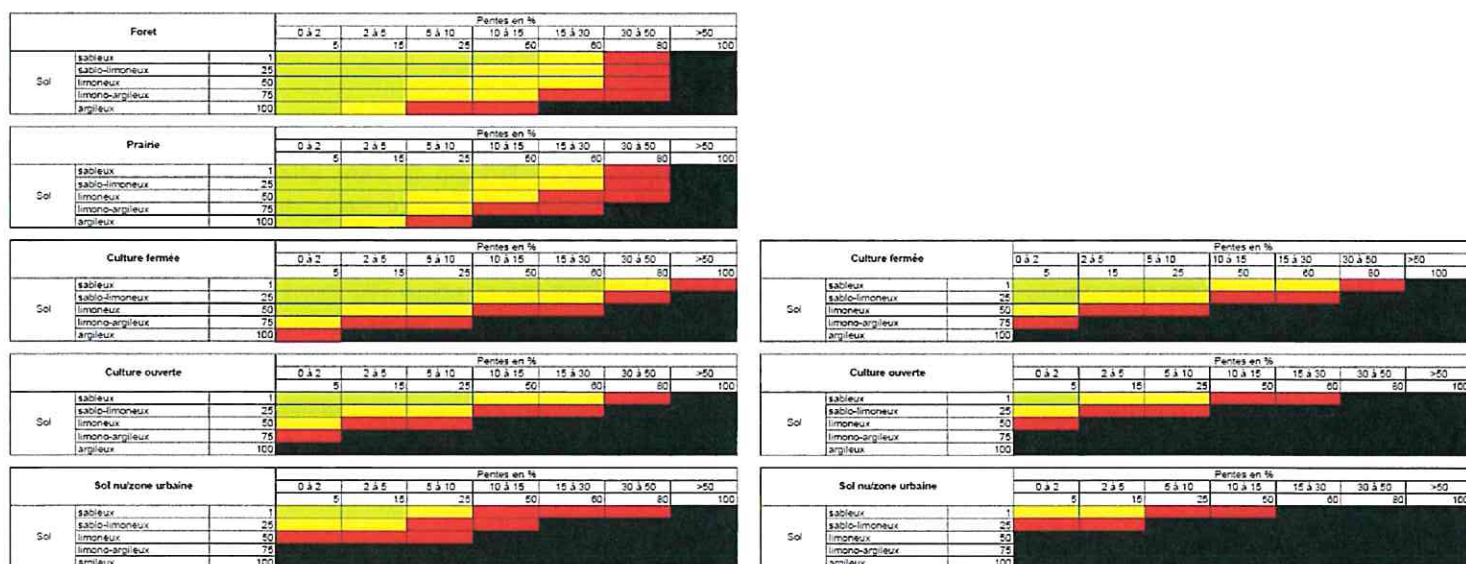 Foret
Pentes en %
0 à 2 2 à 5 5 à 10 10 à 15 15 à 30 30 à 50 >50
5 15 25 50 60 80 100
Sol
sableux 1
sablo-limoneux 25
limoneux 50
limono-argileux 75
argileux 100
Prairie
Pentes en %
0 à 2 2 à 5 5 à 10 10 à 15 15 à 30 30 à 50 >50
5 15 25 50 60 80 100
Sol
sableux 1
sablo-limoneux 25
limoneux 50
limono-argileux 75
argileux 100
Culture fermée
Pentes en %
0 à 2 2 à 5 5 à 10 10 à 15 15 à 30 30 à 50 >50
5 15 25 50 60 80 100
Sol
sableux 1
sablo-limoneux 25
limoneux 50
limono-argileux 75
argileux 100
Culture fermée
Pentes en %
0 à 2 2 à 5 5 à 10 10 à 15 15 à 30 30 à 50 >50
5 15 25 50 60 80 100
Sol
sableux 1
sablo-limoneux 25
limoneux 50
limono-argileux 75
argileux 100
Culture ouverte
Pentes en %
0 à 2 2 à 5 5 à 10 10 à 15 15 à 30 30 à 50 >50
5 15 25 50 60 80 100
Sol
sableux 1
sablo-limoneux 25
limoneux 50
limono-argileux 75
argileux 100
Culture ouverte
Pentes en %
0 à 2 2 à 5 5 à 10 10 à 15 15 à 30 30 à 50 >50
5 15 25 50 60 80 100
Sol
sableux 1
sablo-limoneux 25
limoneux 50
limono-argileux 75
argileux 100
Sol nu/zone urbaine
Pentes en %
0 à 2 2 à 5 5 à 10 10 à 15 15 à 30 30 à 50 >50
5 15 25 50 60 80 100
Sol
sableux 1
sablo-limoneux 25
limoneux 50
limono-argileux 75
argileux 100
Sol nu/zone urbaine
Pentes en %
0 à 2 2 à 5 5 à 10 10 à 15 15 à 30 30 à 50 >50
5 15 25 50 60 80 100
Sol
sableux 1
sablo-limoneux 25
limoneux 50
limono-argileux 75
argileux 100